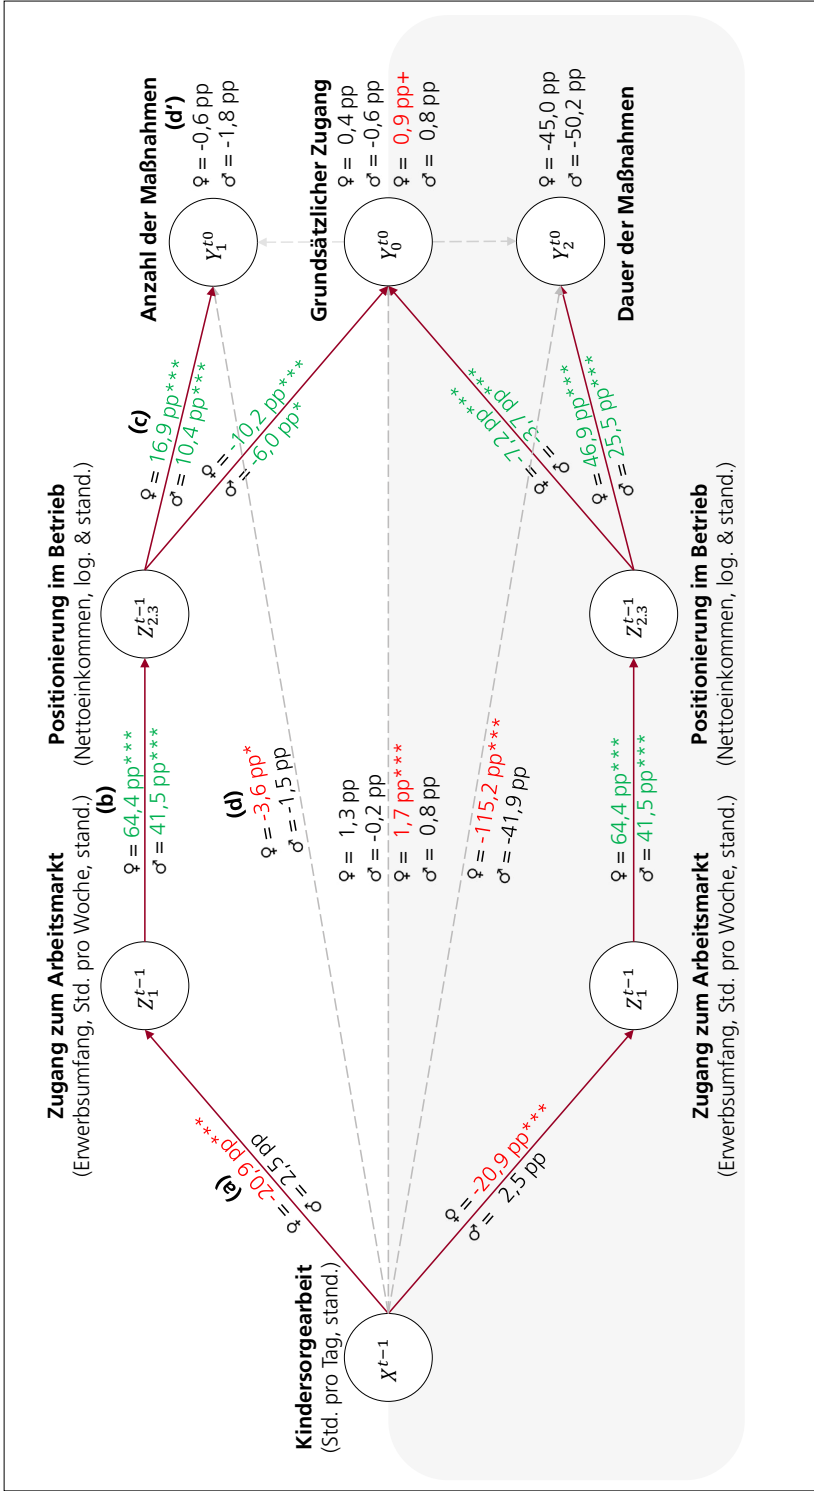 Kindersorgearbeit
(Std. pro Tag, stand.)
X^{t−1}
Zugang zum Arbeitsmarkt
(Erwerbsumfang, Std. pro Woche, stand.)
Z_1^{t−1}
Positionierung im Betrieb
(Nettoeinkommen, log. & stand.)
Z_{2.3}^{t−1}
Anzahl der Maßnahmen
(d')
♀ = -0,6 pp
♂ = -1,8 pp
Y_1^{t0}
(a)
♀ = -20,9 pp***
♂ = 2,5 pp
(b)
♀ = 64,4 pp***
♂ = 41,5 pp***
(c)
♀ = 16,9 pp***
♂ = 10,4 pp***
♀ = -10,2 pp***
♂ = -6,0 pp*
(d)
♀ = -3,6 pp*
♂ = -1,5 pp
Grundsätzlicher Zugang
♀ = 0,4 pp
♂ = -0,6 pp
♀ = 0,9 pp+
♂ = 0,8 pp
Y_0^{t0}
♀ = 1,3 pp
♂ = -0,2 pp
♀ = 1,7 pp***
♂ = 0,8 pp
♀ = -115,2 pp***
♂ = -41,9 pp
♀ = -7,2 pp***
♂ = -3,7 pp***
♀ = 46,9 pp***
♂ = 25,5 pp***
♀ = -45,0 pp
♂ = -50,2 pp
Y_2^{t0}
Dauer der Maßnahmen
♀ = -20,9 pp***
♂ = 2,5 pp
♀ = 64,4 pp***
♂ = 41,5 pp***
Z_1^{t−1}
Zugang zum Arbeitsmarkt
(Erwerbsumfang, Std. pro Woche, stand.)
Z_{2.3}^{t−1}
Positionierung im Betrieb
(Nettoeinkommen, log. & stand.)